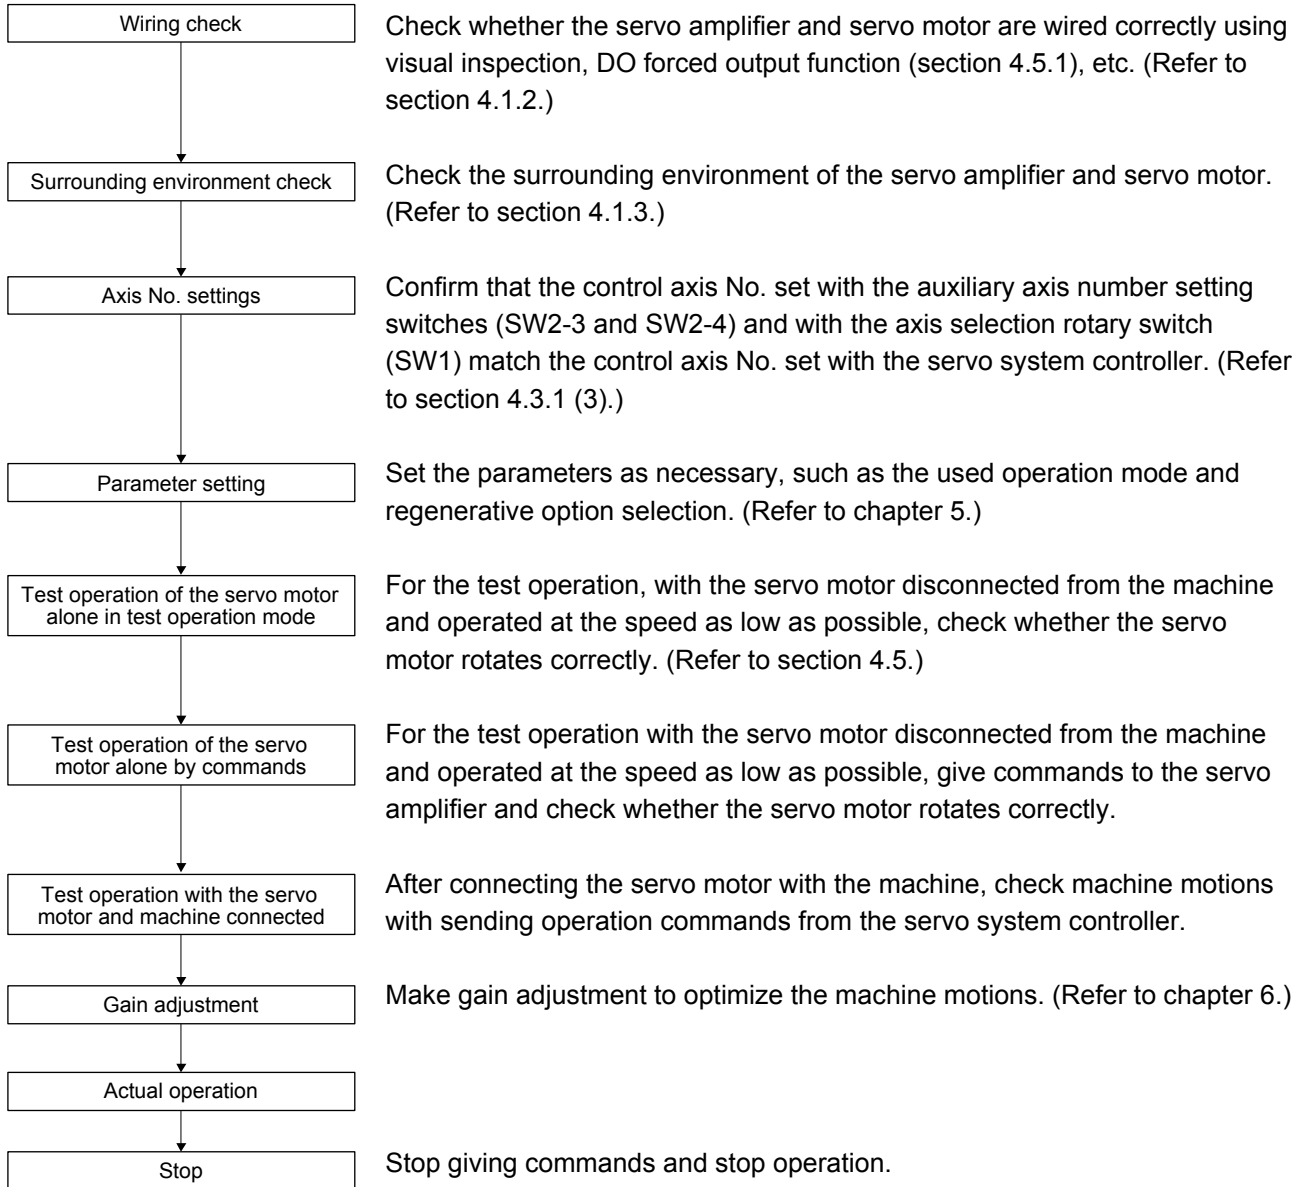 Wiring check
Check whether the servo amplifier and servo motor are wired correctly using
visual inspection, DO forced output function (section 4.5.1), etc. (Refer to
section 4.1.2.)
Surrounding environment check
Check the surrounding environment of the servo amplifier and servo motor.
(Refer to section 4.1.3.)
Axis No. settings
Confirm that the control axis No. set with the auxiliary axis number setting
switches (SW2-3 and SW2-4) and with the axis selection rotary switch
(SW1) match the control axis No. set with the servo system controller. (Refer
to section 4.3.1 (3).)
Parameter setting
Set the parameters as necessary, such as the used operation mode and
regenerative option selection. (Refer to chapter 5.)
Test operation of the servo motor
alone in test operation mode
For the test operation, with the servo motor disconnected from the machine
and operated at the speed as low as possible, check whether the servo
motor rotates correctly. (Refer to section 4.5.)
Test operation of the servo
motor alone by commands
For the test operation with the servo motor disconnected from the machine
and operated at the speed as low as possible, give commands to the servo
amplifier and check whether the servo motor rotates correctly.
Test operation with the servo
motor and machine connected
After connecting the servo motor with the machine, check machine motions
with sending operation commands from the servo system controller.
Gain adjustment
Make gain adjustment to optimize the machine motions. (Refer to chapter 6.)
Actual operation
Stop
Stop giving commands and stop operation.